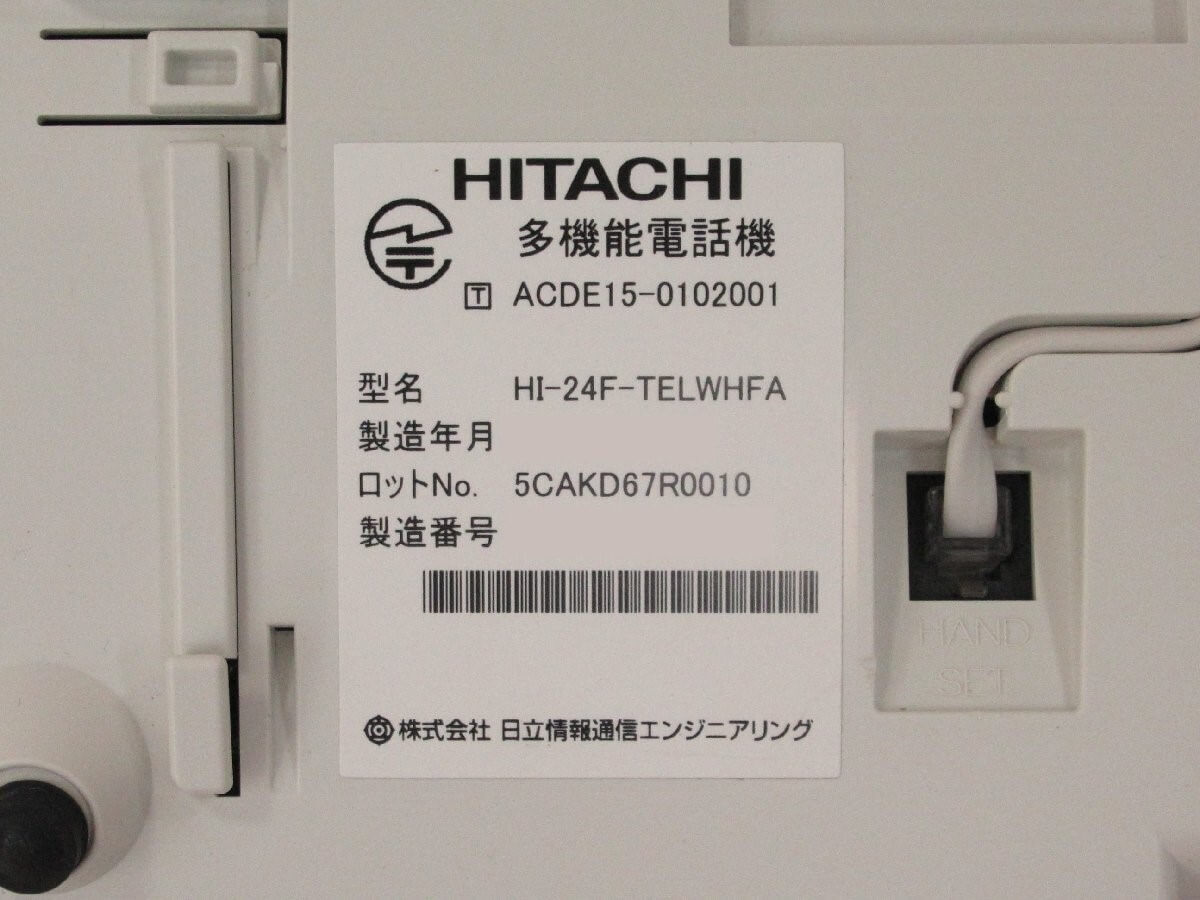 HITACHI
多機能電話機
T ACDE15-0102001
型名 HI-24F-TELWHFA
製造年月
ロットNo. 5CAKD67R0010
製造番号
株式会社 日立情報通信エンジニアリング
HAND
SET